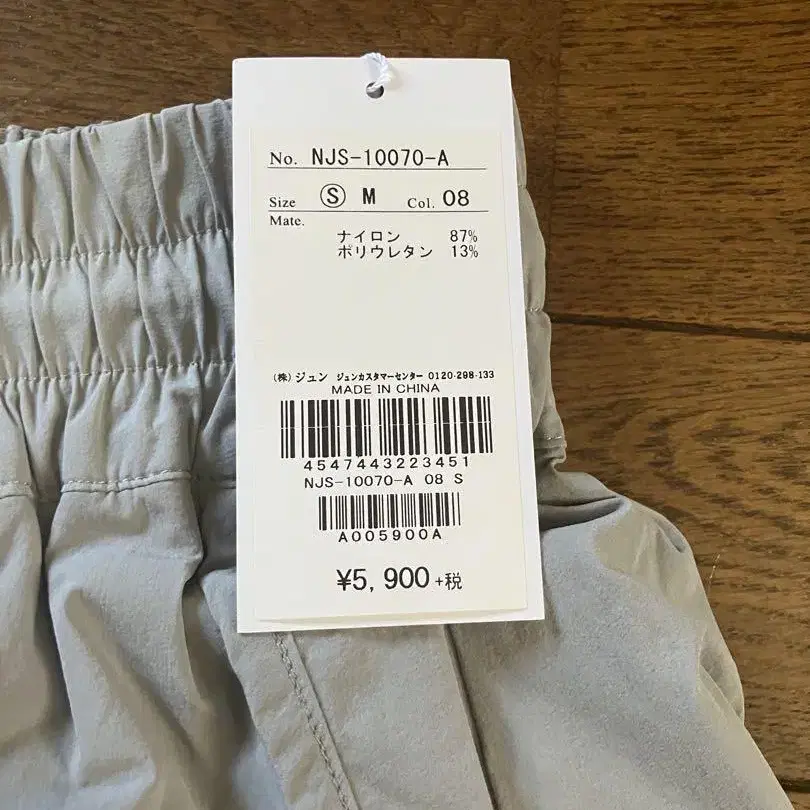 No. NJS-10070-A
Size Ⓢ M Col. 08
Mate.
ナイロン 87%
ポリウレタン 13%
(株)ジュン ジュンカスタマーセンター 0120-298-133
MADE IN CHINA
4547443223451
NJS-10070-A 08 S
A005900A
¥5,900+税